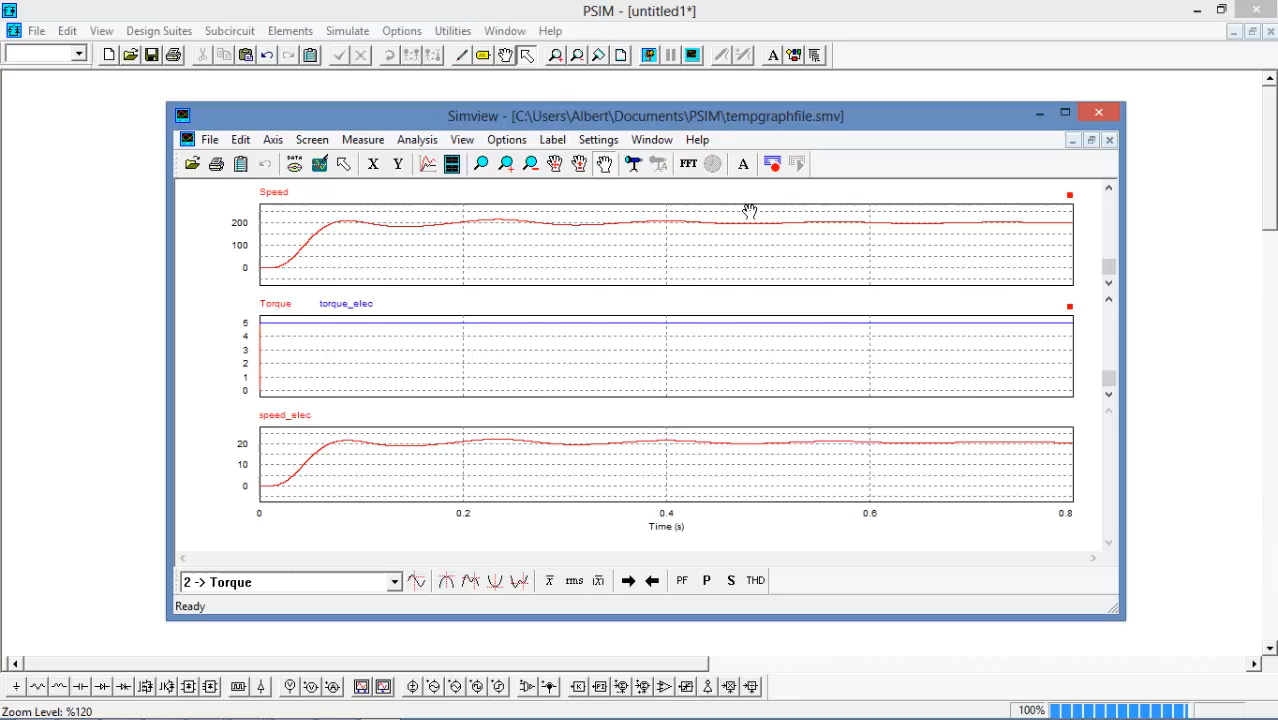 PSIM - [untitled1*]
File Edit View Design Suites Subcircuit Elements Simulate Options Utilities Window Help
A
Simview - [C:\Users\Albert\Documents\PSIM\tempgraphfile.smv]
File Edit Axis Screen Measure Analysis View Options Label Settings Window Help
DATA X Y FFT A
Speed
200
100
0
Torque torque_elec
5
4
3
2
1
0
speed_elec
20
10
0
0 0.2 0.4 0.6 0.8
Time (s)
2 -> Torque x rms |x| PF P S THD
Ready
Zoom Level: %120 100%